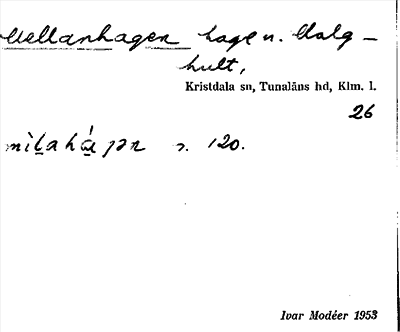 Mellanhagen hage u. Malg-
hult,
Kristdala sn, Tunaläns hd, Klm. l.
26
s. 120.
Ivar Modéer 1953